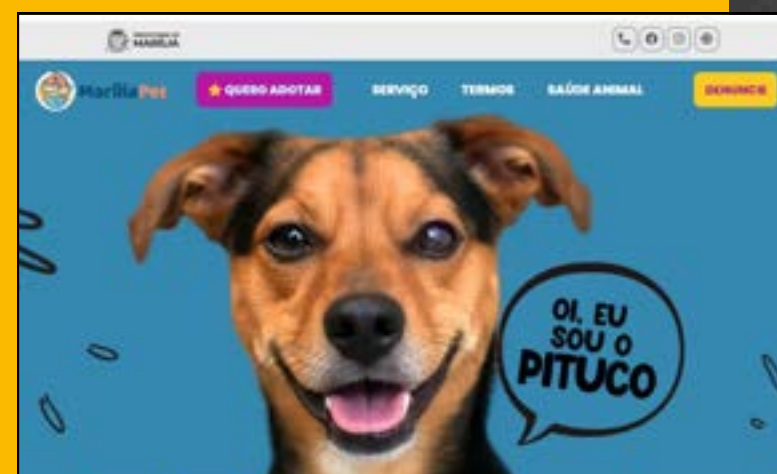 MARÍLIA
MaríliaPet
QUERO ADOTAR
SERVIÇO
TERMOS
SAÚDE ANIMAL
DENUNCIE
OI, EU
SOU O
PITUCO